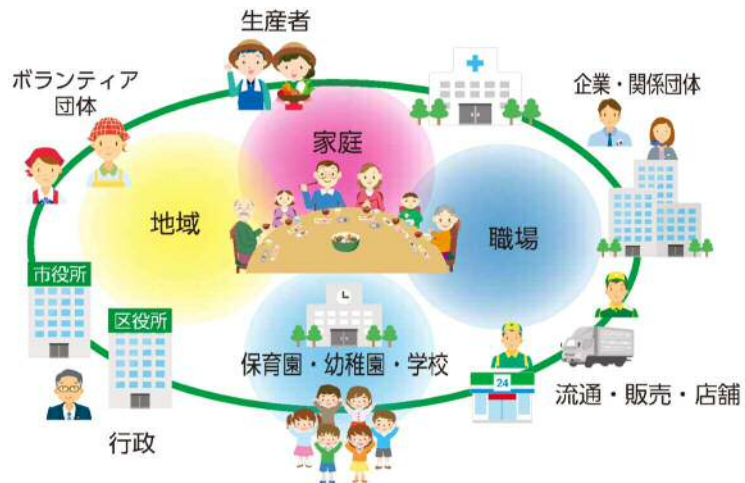 生産者
ボランティア
団体
企業・関係団体
家庭
地域
職場
市役所
区役所
保育園・幼稚園・学校
24
流通・販売・店舗
行政